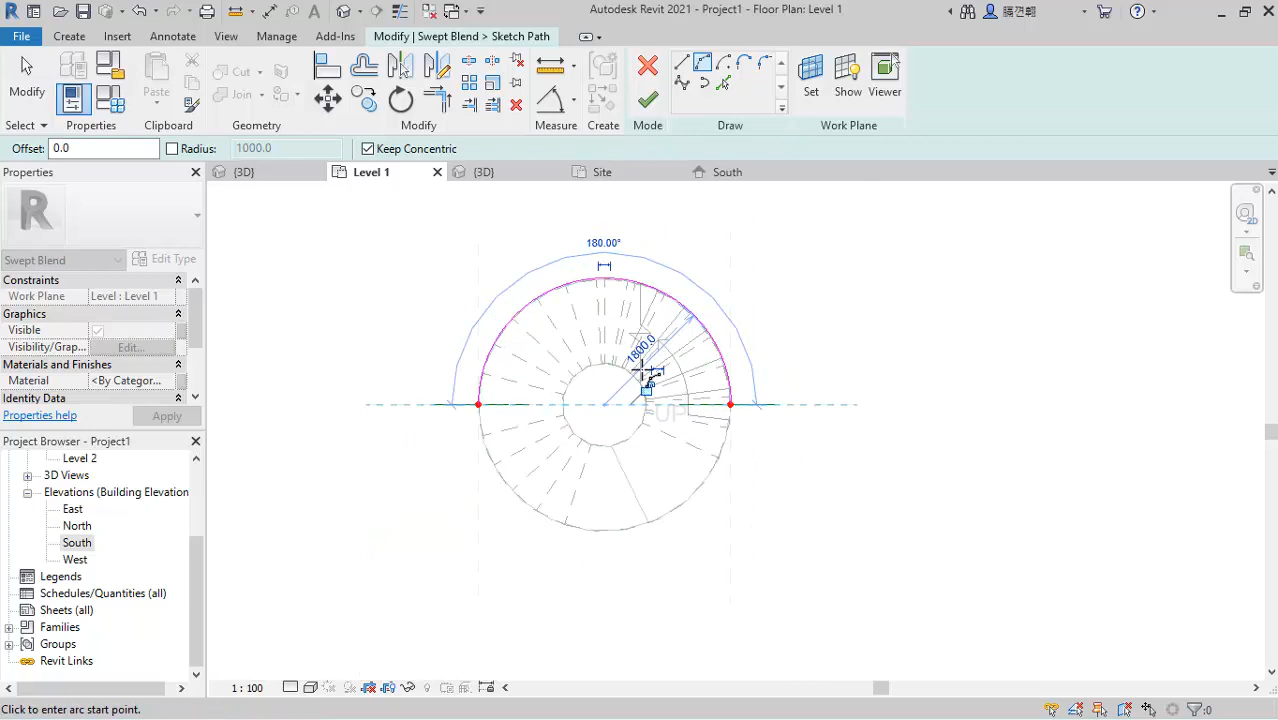 Autodesk Revit 2021 - Project1 - Floor Plan: Level 1
File
Create
Insert
Annotate
View
Manage
Add-Ins
Modify | Swept Blend > Sketch Path
Modify
Paste
Cut
Join
Set
Show
Viewer
Select
Properties
Clipboard
Geometry
Modify
Measure
Create
Mode
Draw
Work Plane
Offset: 0.0
Radius: 1000.0
Keep Concentric
Properties
{3D}
Level 1
{3D}
Site
South
R
Swept Blend
Edit Type
Constraints
Work Plane
Level : Level 1
Graphics
Visible
Visibility/Grap...
Edit...
Materials and Finishes
Material
<By Categor...
Identity Data
Properties help
Apply
Project Browser - Project1
Level 2
3D Views
Elevations (Building Elevation
East
North
South
West
Legends
Schedules/Quantities (all)
Sheets (all)
Families
Groups
Revit Links
180.00°
1800.0
UP
2D
1 : 100
Click to enter arc start point.
:0